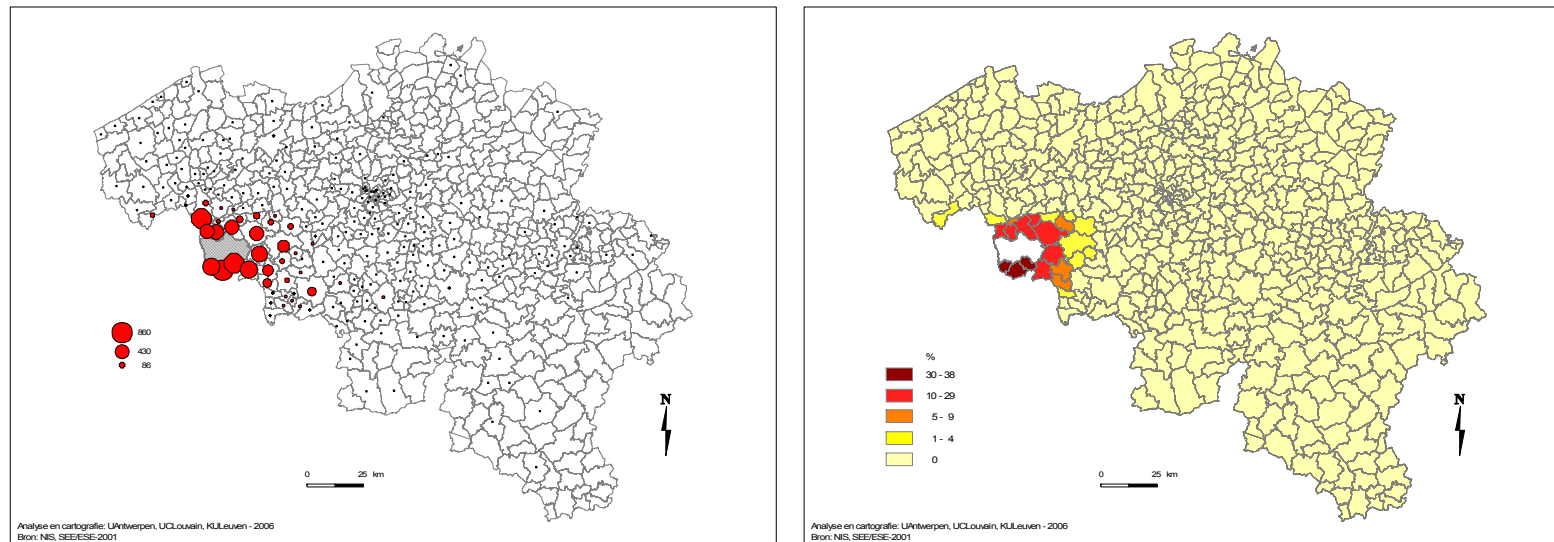 860
430
86
N
0 25 km
Analyse en cartografie: UAntwerpen, UCLouvain, KULeuven - 2006
Bron: NIS, SEE/ESE-2001
%
30 - 38
10 - 29
5 - 9
1 - 4
0
N
0 25 km
Analyse en cartografie: UAntwerpen, UCLouvain, KULeuven - 2006
Bron: NIS, SEE/ESE-2001